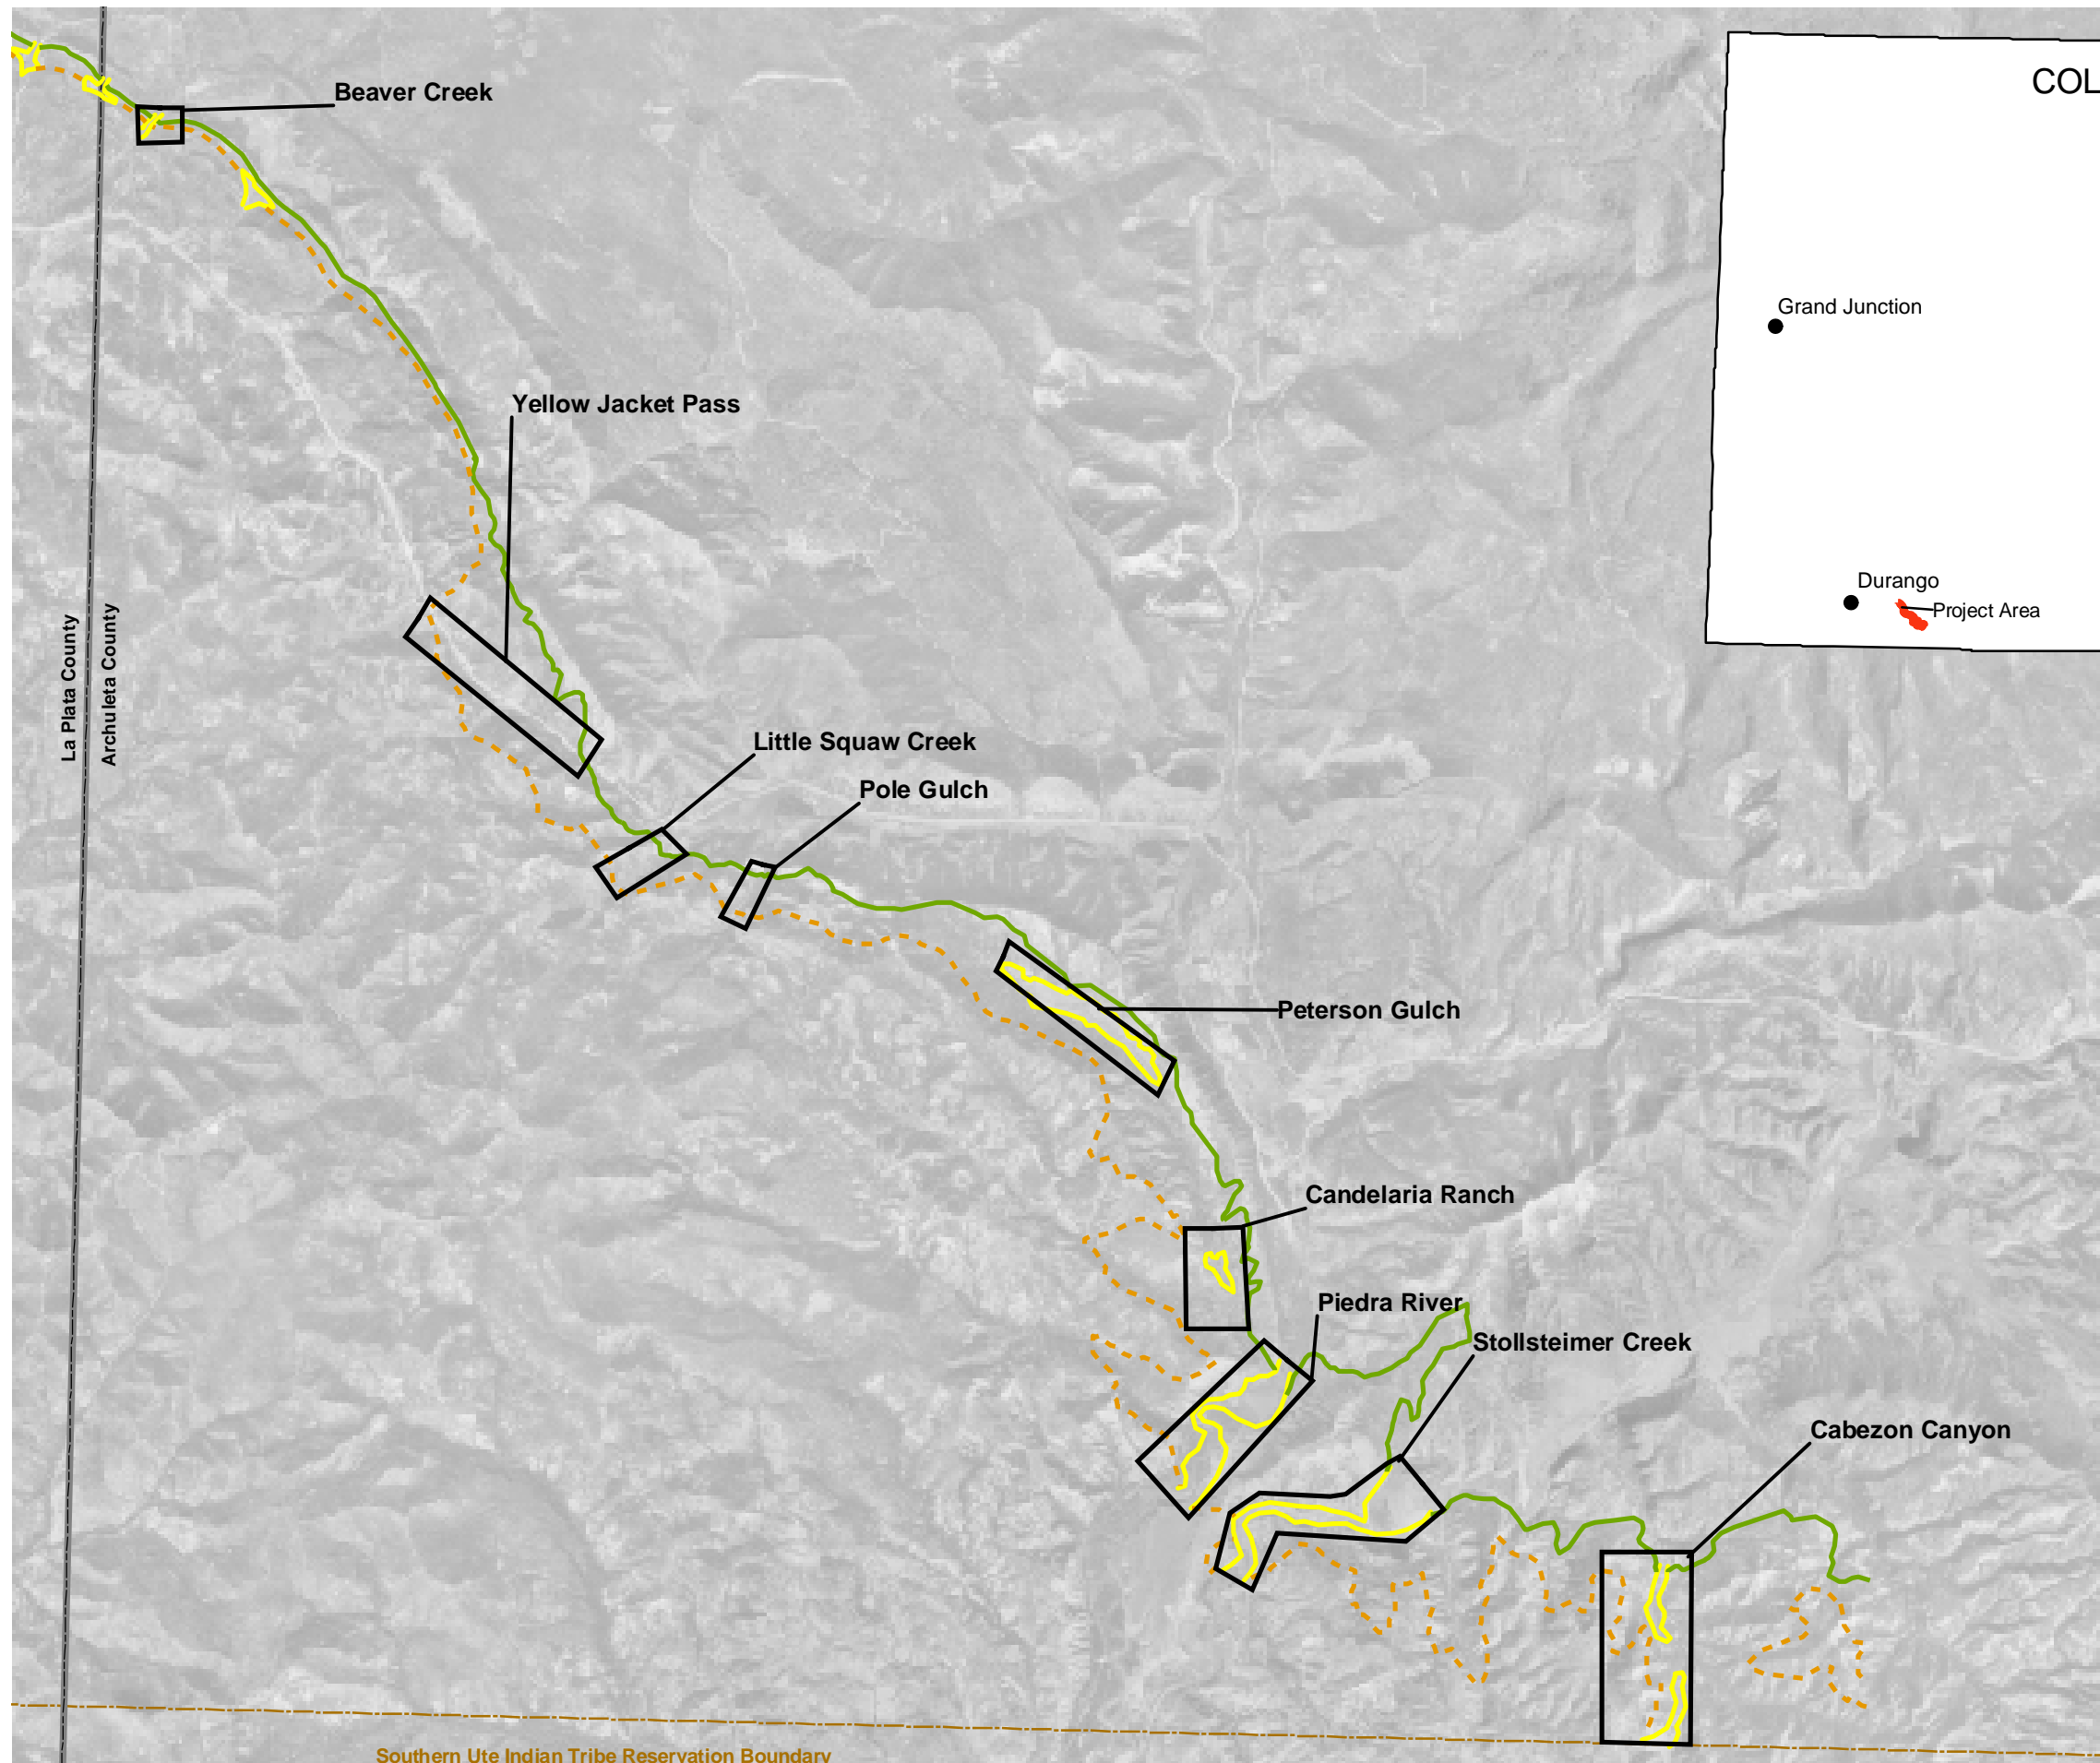 COL
Beaver Creek
Grand Junction
Yellow Jacket Pass
Durango
Project Area
La Plata County
Archuleta County
Little Squaw Creek
Pole Gulch
Peterson Gulch
Candelaria Ranch
Piedra River
Stollsteimer Creek
Cabezon Canyon
Southern Ute Indian Tribe Reservation Boundary